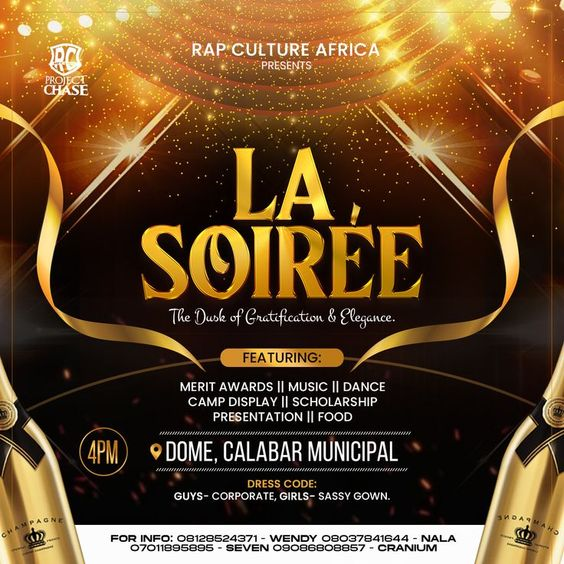 RC
PROJECT
CHASE
RAP CULTURE AFRICA
PRESENTS
LA
SOIRÉE
The Dusk of Gratification & Elegance.
FEATURING:
MERIT AWARDS || MUSIC || DANCE
CAMP DISPLAY || SCHOLARSHIP
PRESENTATION || FOOD
4PM
DOME, CALABAR MUNICIPAL
DRESS CODE:
GUYS- CORPORATE, GIRLS- SASSY GOWN.
CHAMPAGNE
CHAMPAGNE
FOR INFO: 08128524371 - WENDY 08037841644 - NALA
07011895895 - SEVEN 09086808857 - CRANIUM